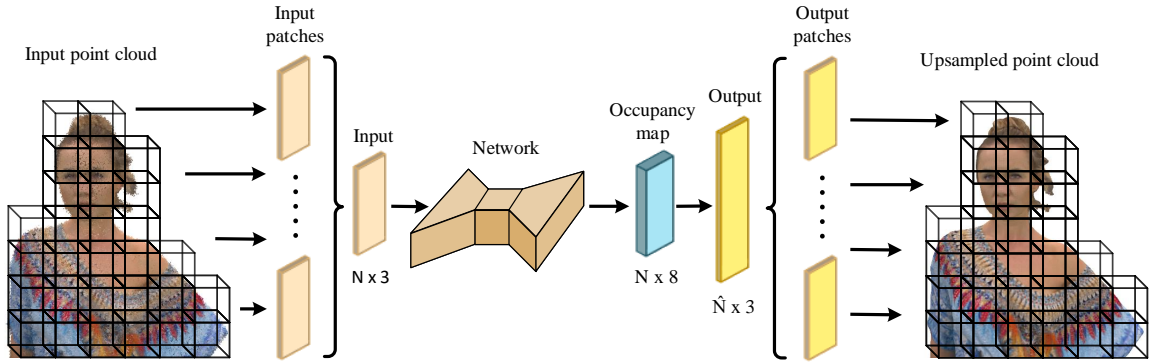 Input point cloud
Input
patches
Input
N x 3
Network
Occupancy
map
N x 8
Output
N̂ x 3
Output
patches
Upsampled point cloud